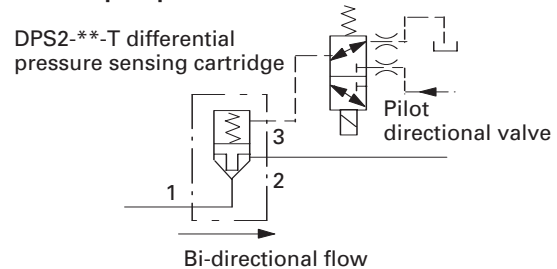 DPS2-**-T differential
pressure sensing cartridge
Pilot
directional valve
3
2
1
Bi-directional flow